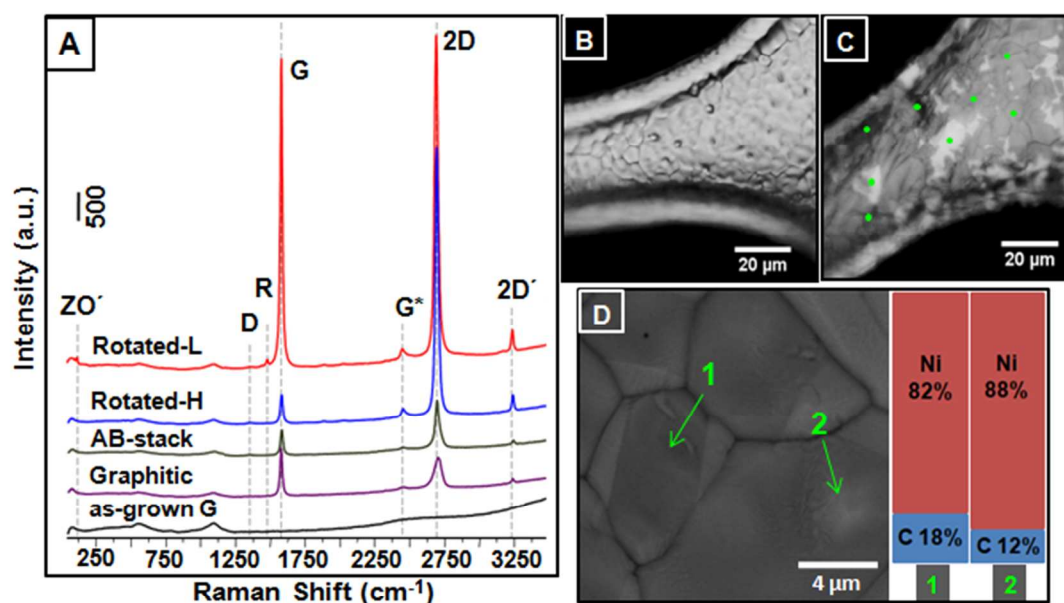 A
G
2D
500
ZO´
D
R
G*
2D´
Rotated-L
Rotated-H
AB-stack
Graphitic
as-grown G
Intensity (a.u.)
250 750 1250 1750 2250 2750 3250
Raman Shift (cm-1)
B
20 µm
C
20 µm
D
1
2
4 µm
Ni
82%
C 18%
1
Ni
88%
C 12%
2